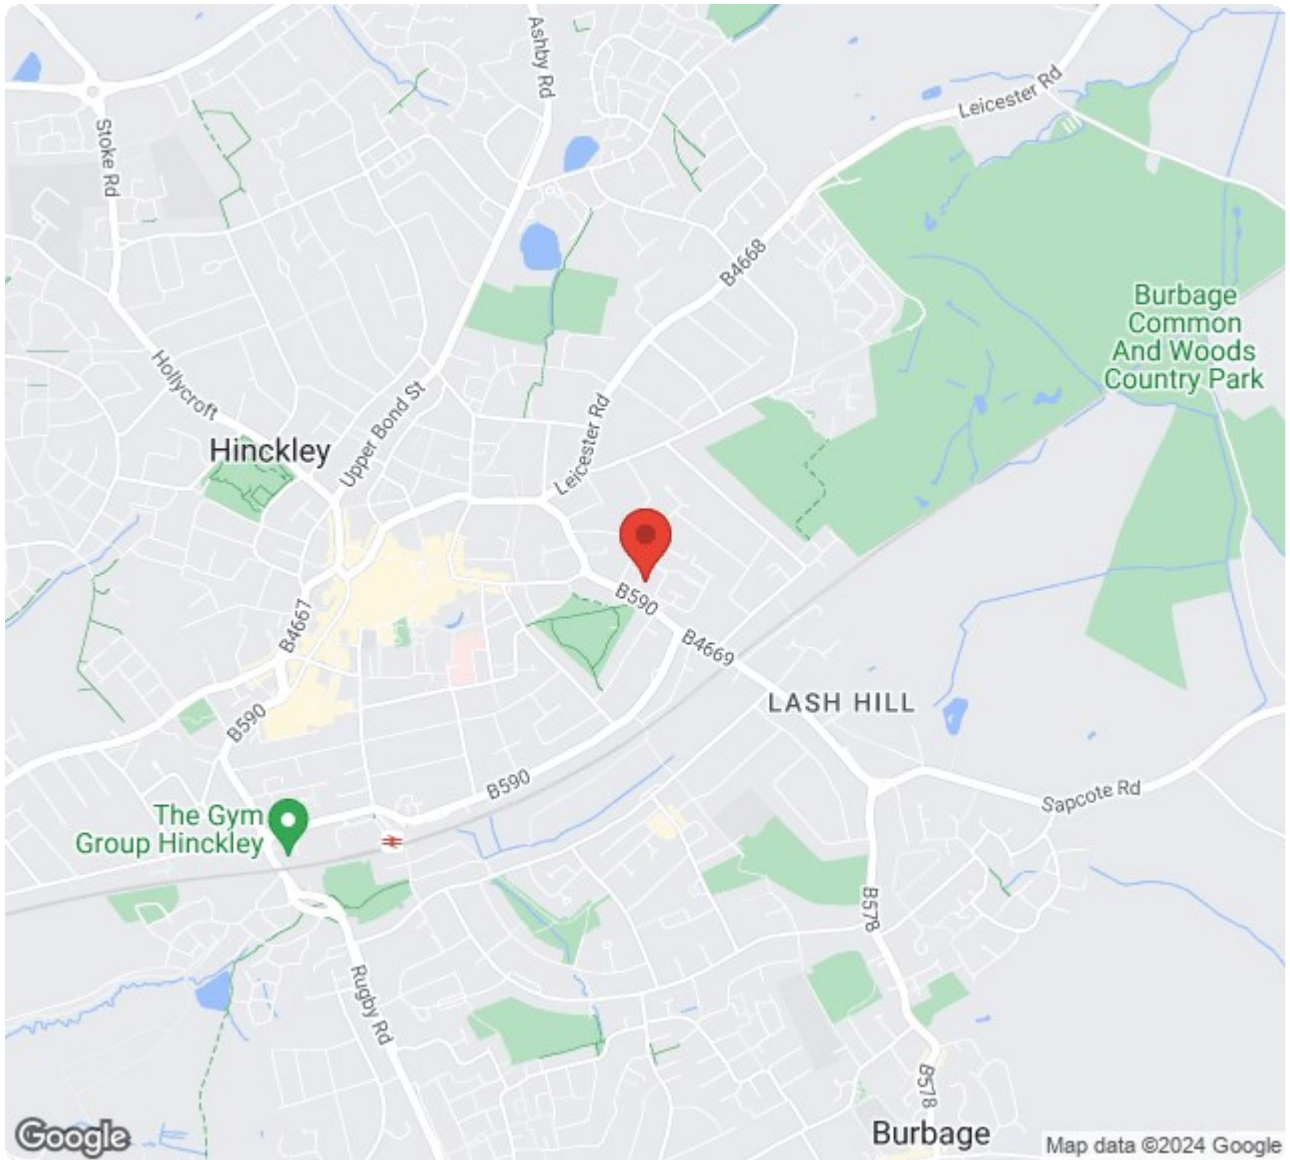 Ashby Rd
Leicester Rd
Stoke Rd
B4668
Burbage
Common
And Woods
Country Park
Hollycroft
Upper Bond St
Leicester Rd
Hinckley
B590
B4667
B4669
LASH HILL
B590
B590
Sapcote Rd
The Gym
Group Hinckley
B578
Rugby Rd
B578
Burbage
Google
Map data ©2024 Google